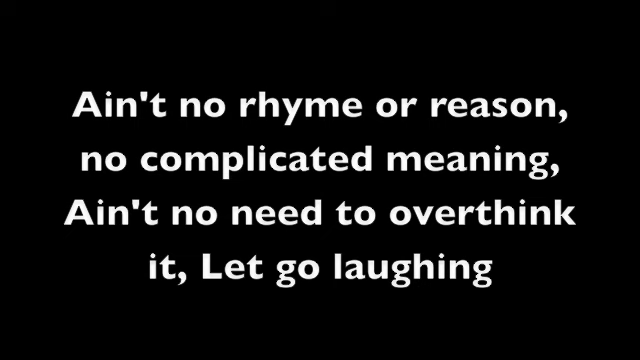 Ain't no rhyme or reason,
no complicated meaning,
Ain't no need to overthink
it, Let go laughing